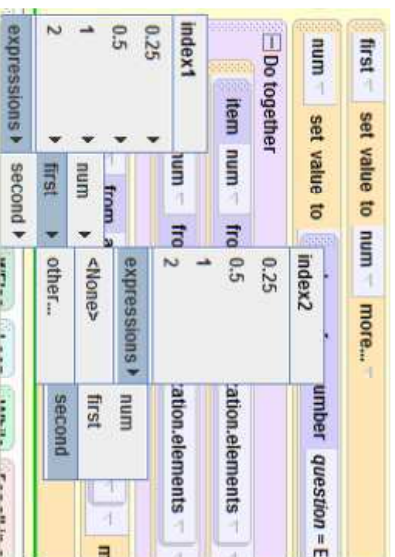 first set value to num more...
num set value to umber question = E
Do together
item num fro ation.elements
num fro ation.elements
from
index1
0.25
0.5
1
2
expressions
num
first
second
index2
0.25
0.5
1
2
expressions
<None>
other...
num
first
second